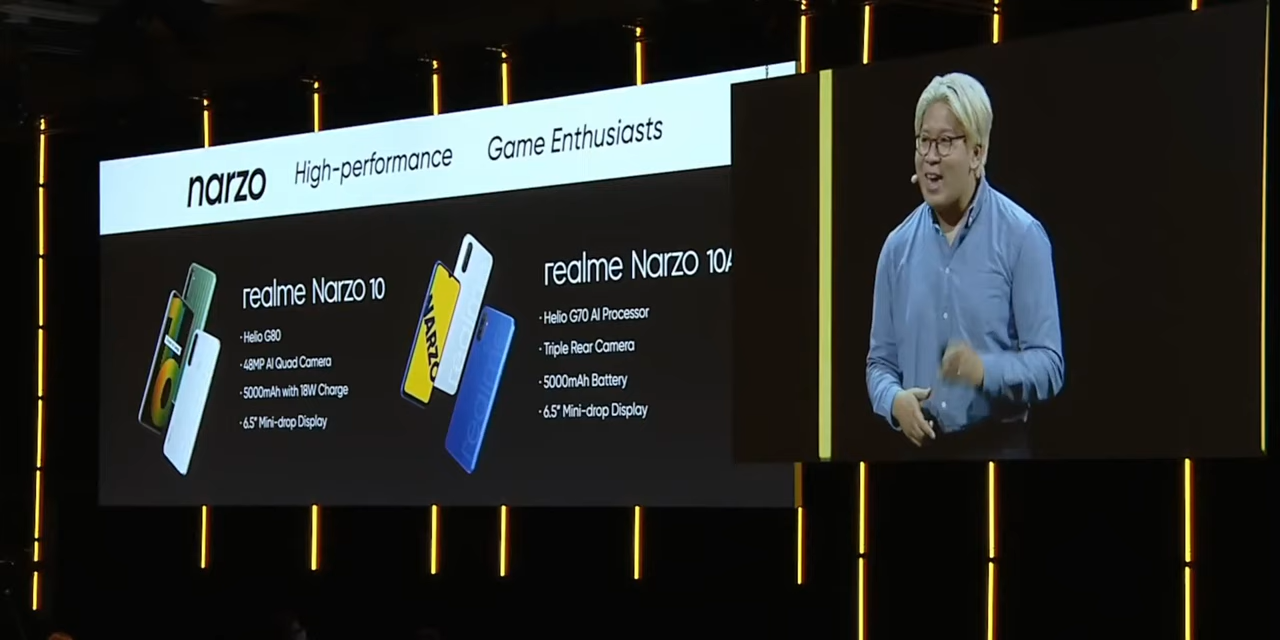 narzo High-performance Game Enthusiasts
realme Narzo 10
· Helio G80
· 48MP AI Quad Camera
· 5000mAh with 18W Charge
· 6.5" Mini-drop Display
NARZO
realme
realme Narzo 10A
· Helio G70 AI Processor
· Triple Rear Camera
· 5000mAh Battery
· 6.5" Mini-drop Display